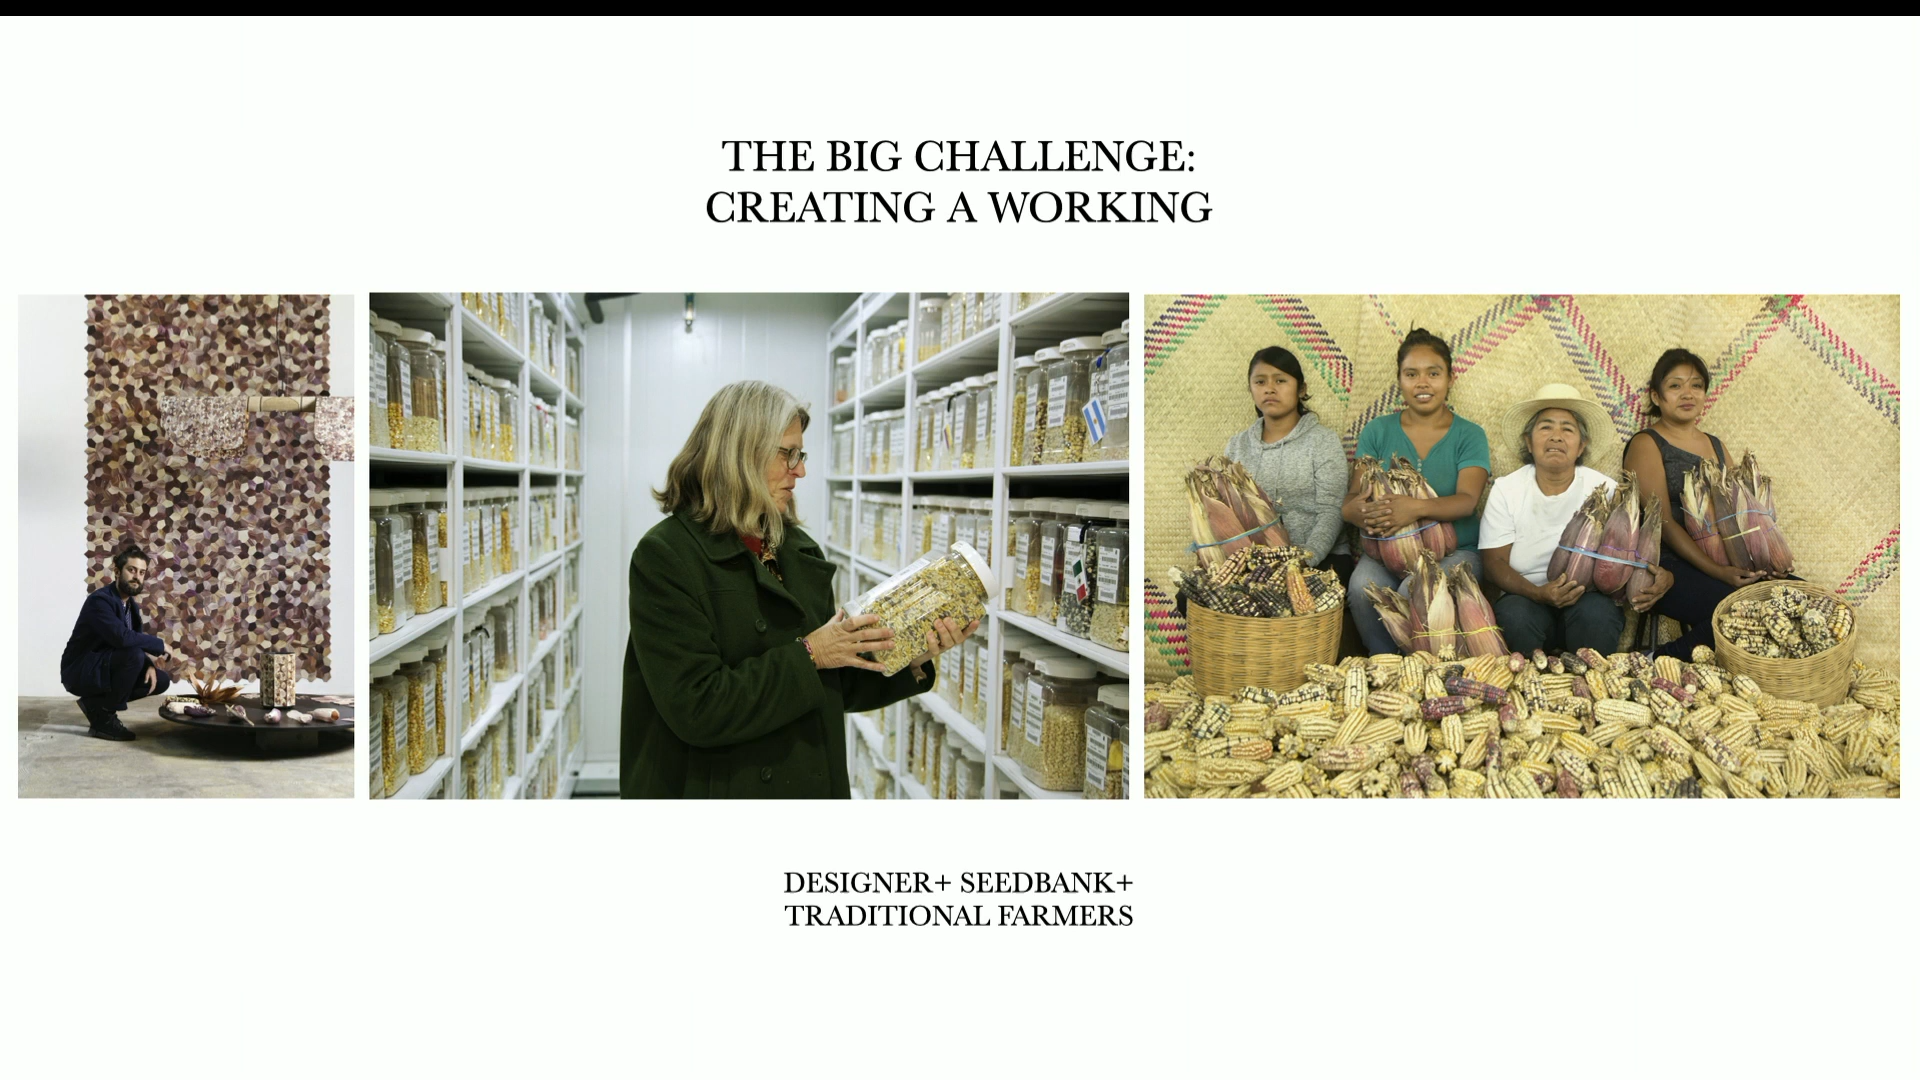 THE BIG CHALLENGE:
CREATING A WORKING
DESIGNER+ SEEDBANK+
TRADITIONAL FARMERS